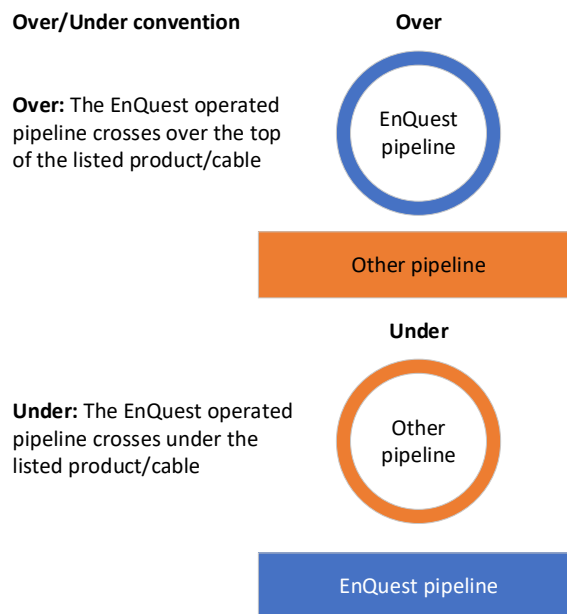 Over/Under convention
Over
Over: The EnQuest operated
pipeline crosses over the top
of the listed product/cable
EnQuest
pipeline
Other pipeline
Under
Under: The EnQuest operated
pipeline crosses under the
listed product/cable
Other
pipeline
EnQuest pipeline